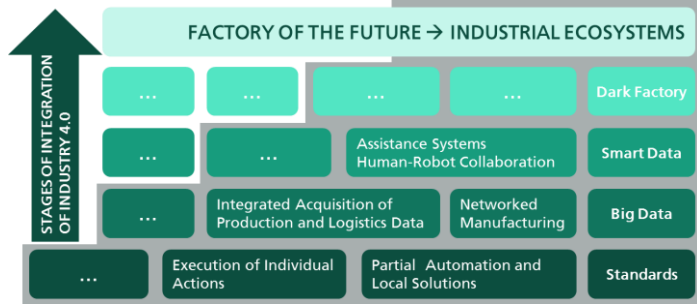 FACTORY OF THE FUTURE → INDUSTRIAL ECOSYSTEMS
STAGES OF INTEGRATION
OF INDUSTRY 4.0
...
...
...
...
Dark Factory
...
...
Assistance Systems
Human-Robot Collaboration
Smart Data
...
Integrated Acquisition of
Production and Logistics Data
Networked
Manufacturing
Big Data
...
Execution of Individual
Actions
Partial Automation and
Local Solutions
Standards